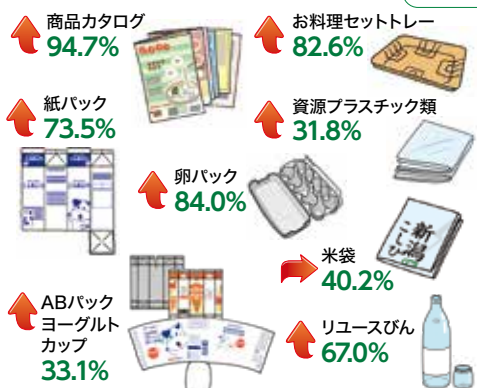 商品カタログ
94.7%
お料理セットトレー
82.6%
紙パック
73.5%
資源プラスチック類
31.8%
卵パック
84.0%
新潟
こしひ
米袋
40.2%
ABパック
ヨーグルト
カップ
33.1%
リユースびん
67.0%